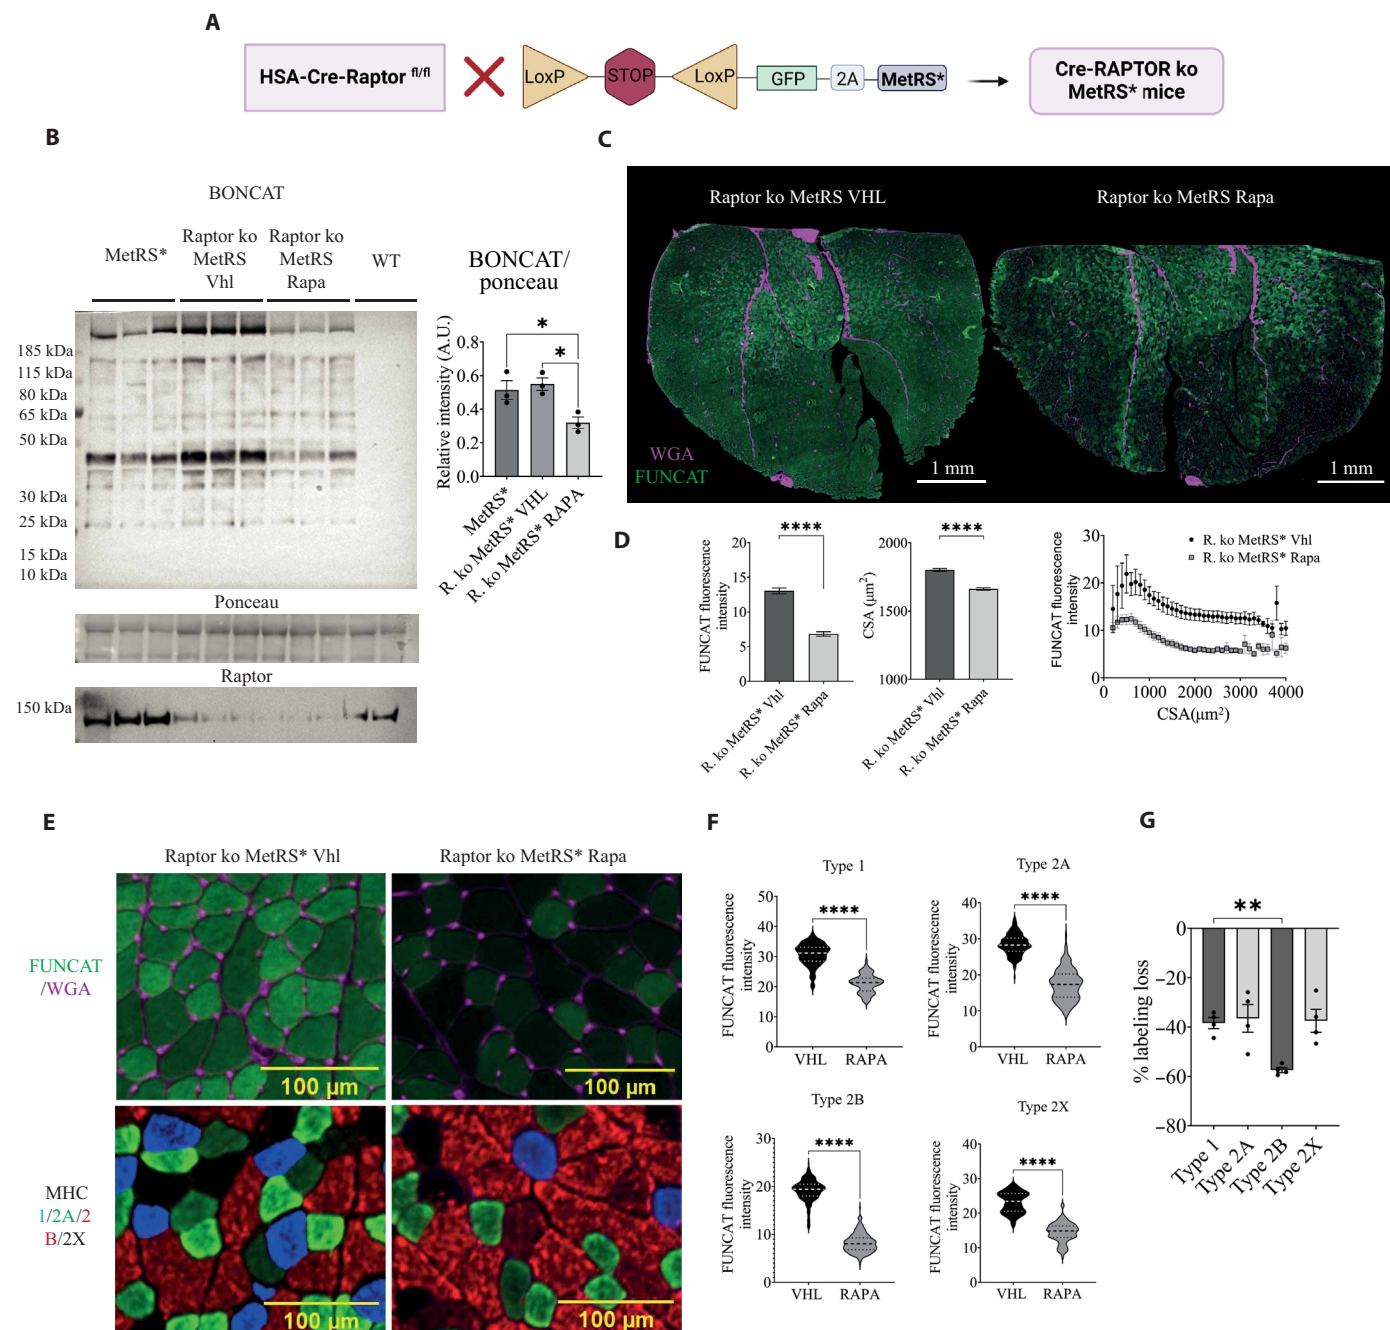 A
HSA-Cre-Raptor fl/fl
LoxP
STOP
LoxP
GFP
2A
MetRS*
Cre-RAPTOR ko
MetRS* mice
B
BONCAT
MetRS*
Raptor ko
MetRS
Vhl
Raptor ko
MetRS
Rapa
WT
185 kDa
115 kDa
80 kDa
65 kDa
50 kDa
30 kDa
25 kDa
15 kDa
10 kDa
Ponceau
Raptor
150 kDa
BONCAT/
ponceau
Relative intensity (A.U.)
0.8
0.6
0.4
0.2
0.0
*
*
MetRS*
R. ko MetRS* VHL
R. ko MetRS* RAPA
C
Raptor ko MetRS VHL
Raptor ko MetRS Rapa
WGA
FUNCAT
1 mm
1 mm
D
FUNCAT fluorescence
intensity
20
15
10
5
0
****
R. ko MetRS* Vhl
R. ko MetRS* Rapa
CSA (µm²)
2000
1500
1000
****
R. ko MetRS* Vhl
R. ko MetRS* Rapa
FUNCAT fluorescence
intensity
30
20
10
0
R. ko MetRS* Vhl
R. ko MetRS* Rapa
0
1000
2000
3000
4000
CSA(µm²)
E
Raptor ko MetRS* Vhl
Raptor ko MetRS* Rapa
FUNCAT
/WGA
100 µm
100 µm
MHC
1/2A/2
B/2X
100 µm
100 µm
F
Type 1
FUNCAT fluorescence
intensity
50
40
30
20
10
0
****
VHL
RAPA
Type 2A
FUNCAT fluorescence
intensity
40
30
20
10
0
****
VHL
RAPA
Type 2B
FUNCAT fluorescence
intensity
30
20
10
0
****
VHL
RAPA
Type 2X
FUNCAT fluorescence
intensity
40
30
20
10
0
****
VHL
RAPA
G
% labeling loss
0
−20
−40
−60
−80
**
Type 1
Type 2A
Type 2B
Type 2X